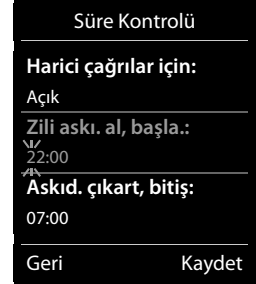 Süre Kontrolü
Harici çağrılar için:
Açık
Zili askı. al, başla.:
22:00
Askıd. çıkart, bitiş:
07:00
Geri Kaydet